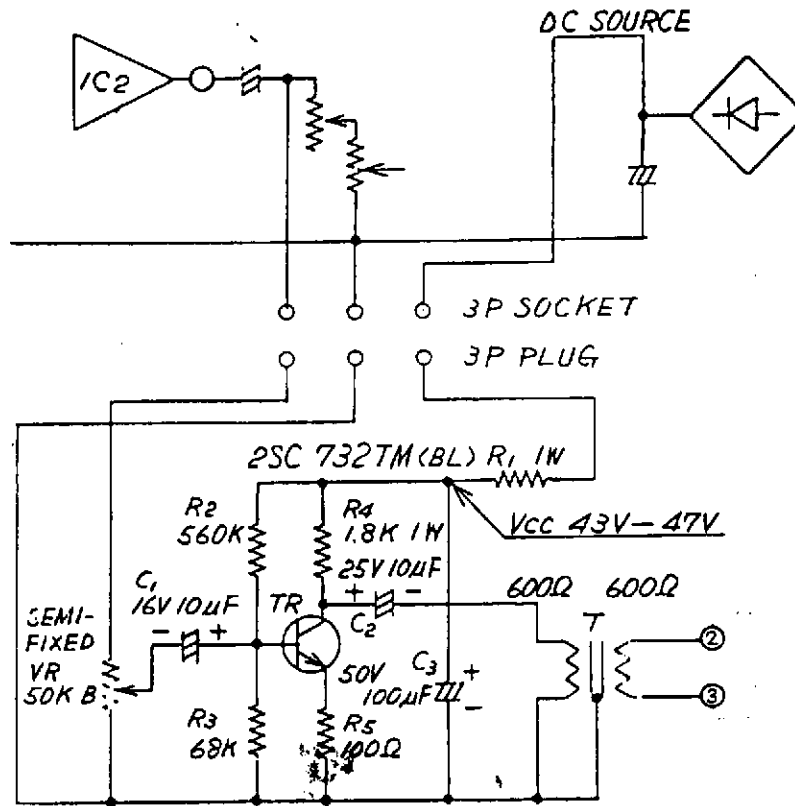 DC SOURCE
IC2
3P SOCKET
3P PLUG
2SC 732TM(BL) R1 1W
R2
560K
R4
1.8K 1W
VCC 43V-47V
25V 10µF
600Ω 600Ω
C1
16V 10µF
TR
+ -
C2
T
SEMI-
FIXED
VR
50K B
- +
50V
100µF
C3
+
-
②
③
R3
68K
R5
100Ω